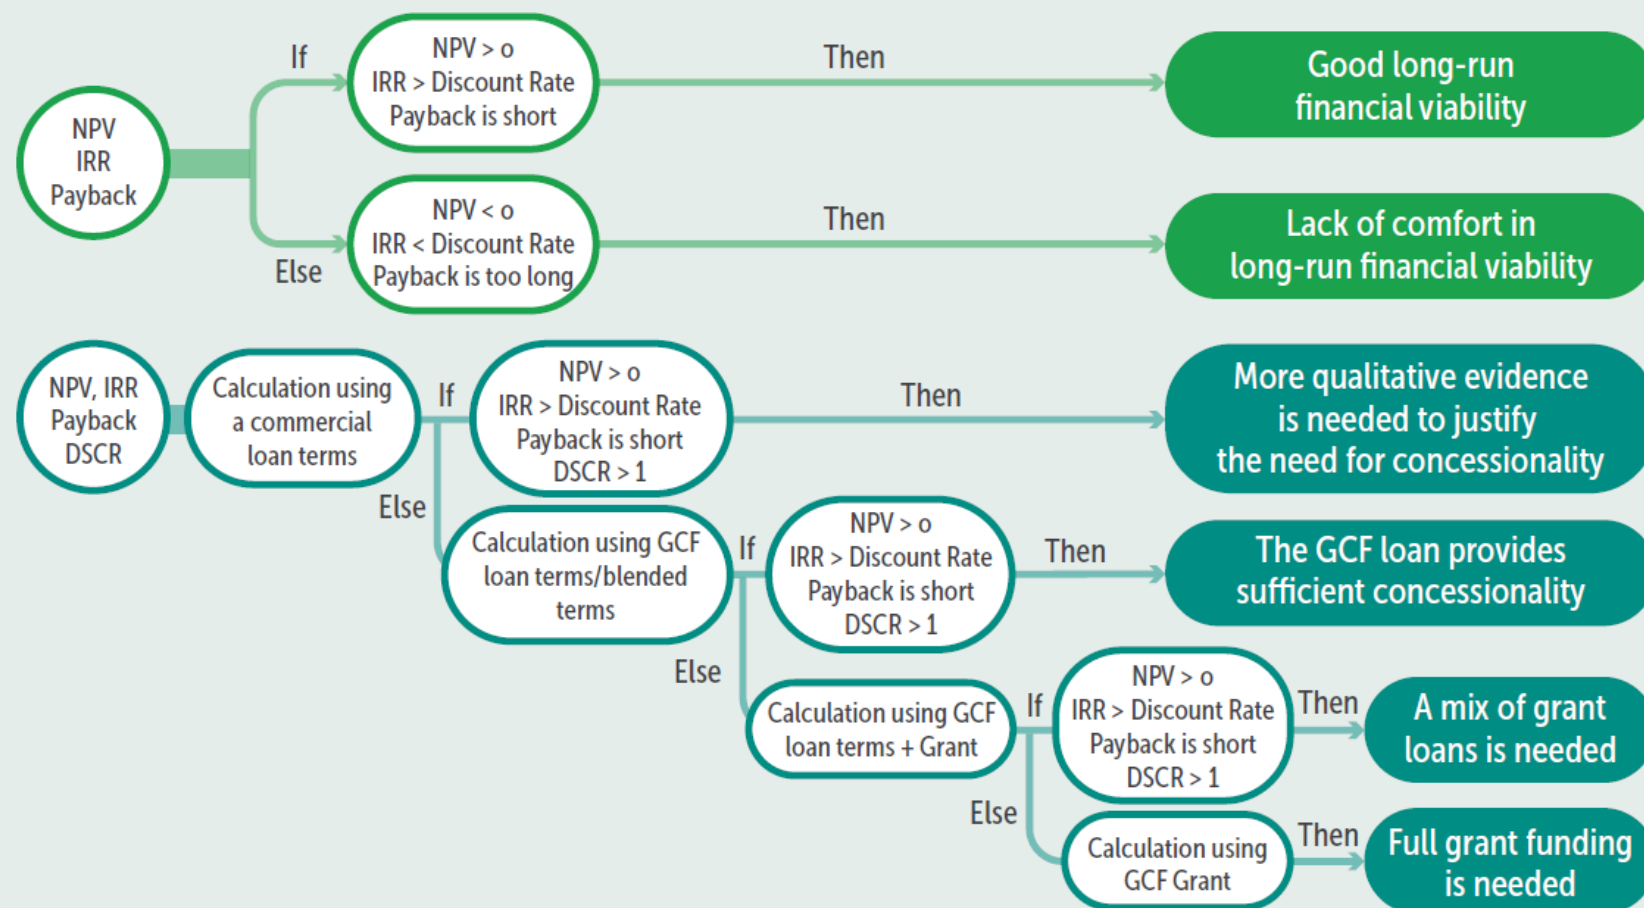 NPV
IRR
Payback
If
NPV > o
IRR > Discount Rate
Payback is short
Then
Good long-run
financial viability
Else
NPV < o
IRR < Discount Rate
Payback is too long
Then
Lack of comfort in
long-run financial viability
NPV, IRR
Payback
DSCR
Calculation using
a commercial
loan terms
If
NPV > o
IRR > Discount Rate
Payback is short
DSCR > 1
Then
More qualitative evidence
is needed to justify
the need for concessionality
Else
Calculation using GCF
loan terms/blended
terms
If
NPV > o
IRR > Discount Rate
Payback is short
DSCR > 1
Then
The GCF loan provides
sufficient concessionality
Else
Calculation using GCF
loan terms + Grant
If
NPV > o
IRR > Discount Rate
Payback is short
DSCR > 1
Then
A mix of grant
loans is needed
Else
Calculation using
GCF Grant
Then
Full grant funding
is needed